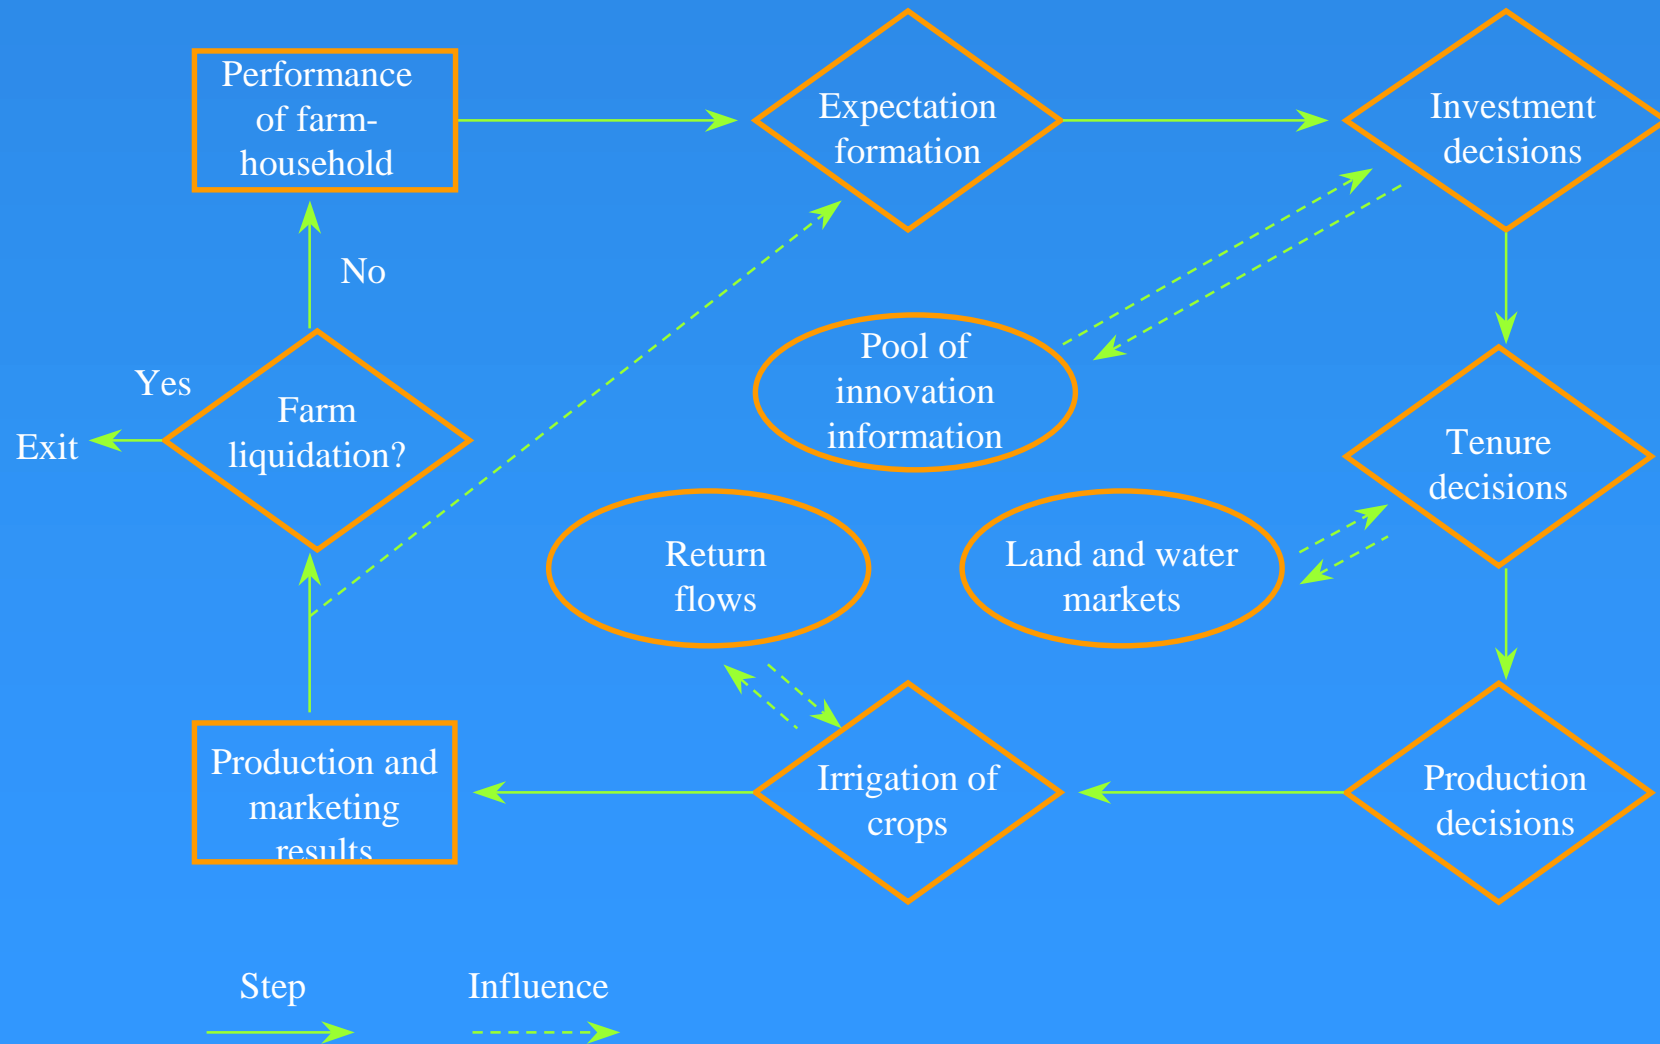 Performance
of farm-
household
Expectation
formation
Investment
decisions
No
Pool of
innovation
information
Yes
Farm
liquidation?
Exit
Tenure
decisions
Return
flows
Land and water
markets
Production and
marketing
results
Irrigation of
crops
Production
decisions
Step
Influence